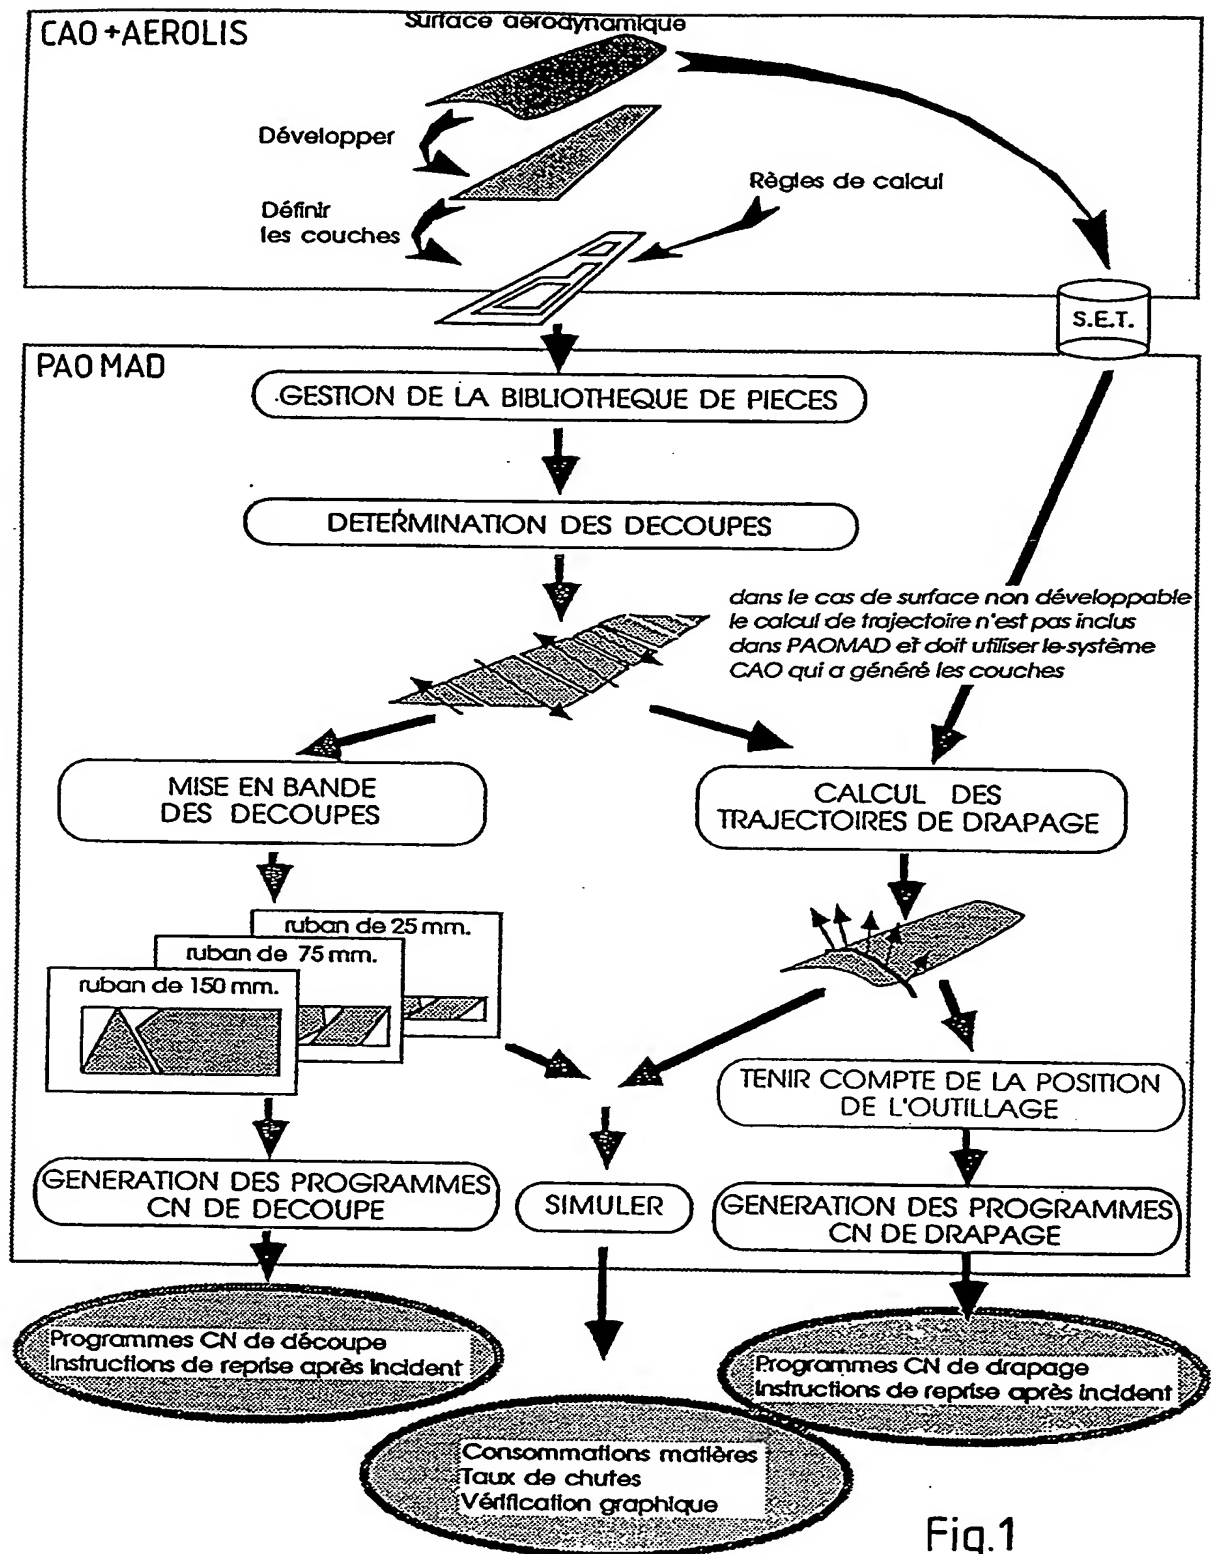 CAO+AEROLIS
Surface aérodynamique
Développer
Règles de calcul
Définir
les couches
S.E.T.
PAO MAD
GESTION DE LA BIBLIOTHEQUE DE PIECES
DETERMINATION DES DECOUPES
dans le cas de surface non développable
le calcul de trajectoire n'est pas inclus
dans PAOMAD et doit utiliser le système
CAO qui a généré les couches
MISE EN BANDE
DES DECOUPES
CALCUL DES
TRAJECTOIRES DE DRAPAGE
ruban de 25 mm.
ruban de 75 mm.
ruban de 150 mm.
TENIR COMPTE DE LA POSITION
DE L'OUTILLAGE
GENERATION DES PROGRAMMES
CN DE DECOUPE
SIMULER
GENERATION DES PROGRAMMES
CN DE DRAPAGE
Programmes CN de découpe
Instructions de reprise après incident
Programmes CN de drapage
Instructions de reprise après incident
Consommations matières
Taux de chutes
Vérification graphique
Fig.1